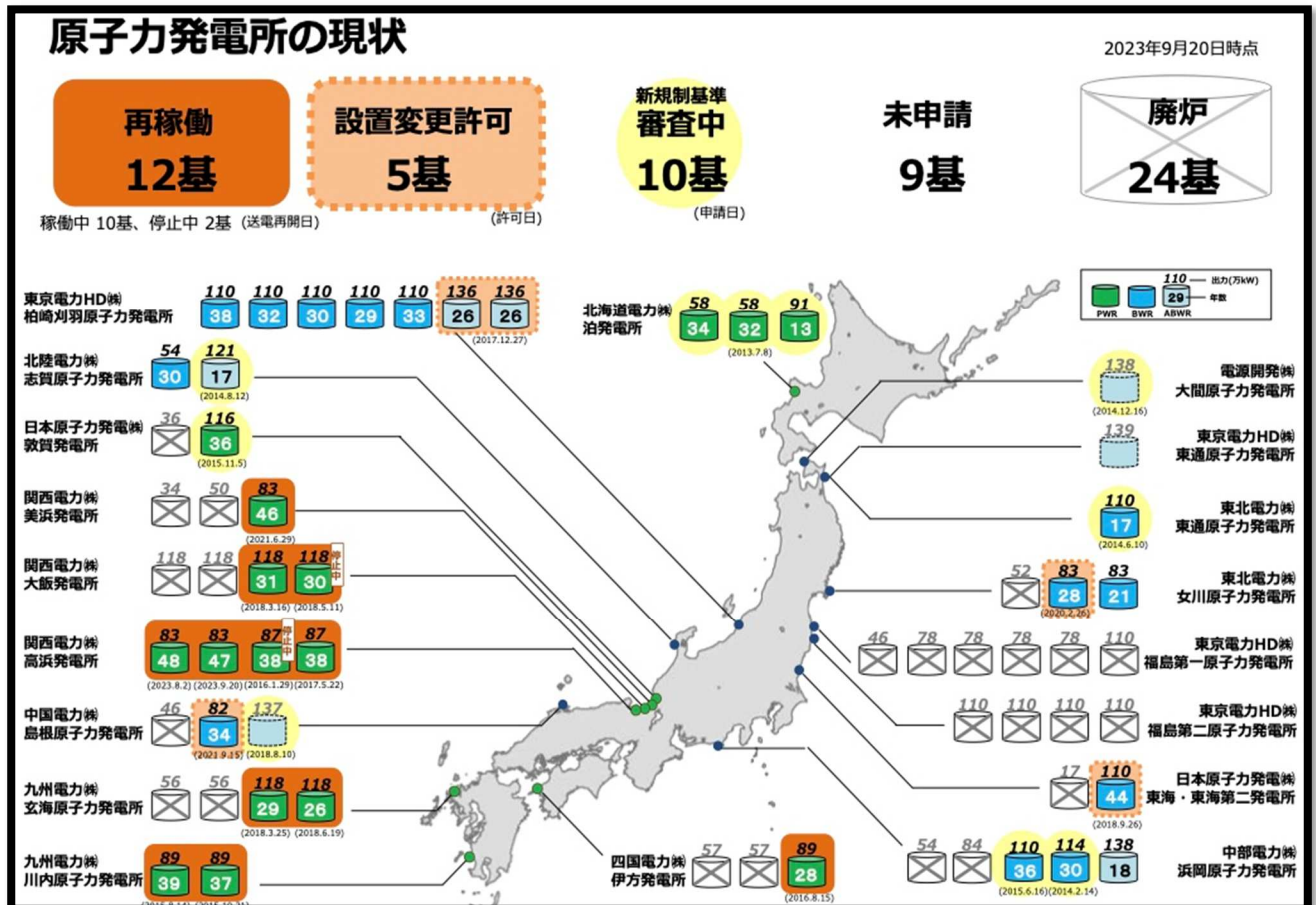 原子力発電所の現状
2023年9月20日時点
再稼働
12基
設置変更許可
5基
新規制基準
審査中
10基
未申請
9基
廃炉
24基
稼働中 10基、停止中 2基 (送電再開日)
(許可日)
(申請日)
110 出力(万kW)
29 年数
PWR BWR ABWR
東京電力HD㈱
柏崎刈羽原子力発電所
110 110 110 110 110 136 136
38 32 30 29 33 26 26
(2017.12.27)
北陸電力㈱
志賀原子力発電所
54 121
30 17
(2014.8.12)
日本原子力発電㈱
敦賀発電所
36 116
36
(2015.11.5)
関西電力㈱
美浜発電所
34 50 83
46
(2021.6.29)
関西電力㈱
大飯発電所
118 118 118 118
31 30
停止中
(2018.3.16) (2018.5.11)
関西電力㈱
高浜発電所
83 83 87 87
48 47 38 38
停止中
(2023.8.2) (2023.9.20) (2016.1.29) (2017.5.22)
中国電力㈱
島根原子力発電所
46 82 137
34
(2021.9.15) (2018.8.10)
九州電力㈱
玄海原子力発電所
56 56 118 118
29 26
(2018.3.25) (2018.6.19)
九州電力㈱
川内原子力発電所
89 89
39 37
北海道電力㈱
泊発電所
58 58 91
34 32 13
(2013.7.8)
138
電源開発㈱
大間原子力発電所
(2014.12.16)
139
東京電力HD㈱
東通原子力発電所
110
17
東北電力㈱
東通原子力発電所
(2014.6.10)
52 83 83
28 21
東北電力㈱
女川原子力発電所
(2020.2.26)
46 78 78 78 78 110
東京電力HD㈱
福島第一原子力発電所
110 110 110 110
東京電力HD㈱
福島第二原子力発電所
17 110
44
日本原子力発電㈱
東海・東海第二発電所
(2018.9.26)
54 84 110 114 138
36 30 18
中部電力㈱
浜岡原子力発電所
(2015.6.16) (2014.2.14)
四国電力㈱
伊方発電所
57 57 89
28
(2016.8.15)